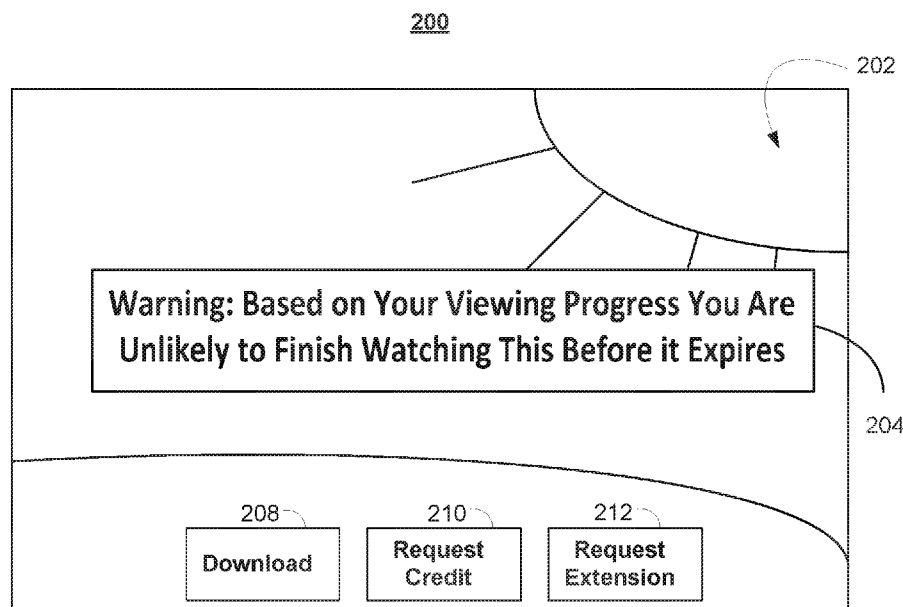 200
202
Warning: Based on Your Viewing Progress You Are
Unlikely to Finish Watching This Before it Expires
204
208
210
212
Download
Request
Credit
Request
Extension